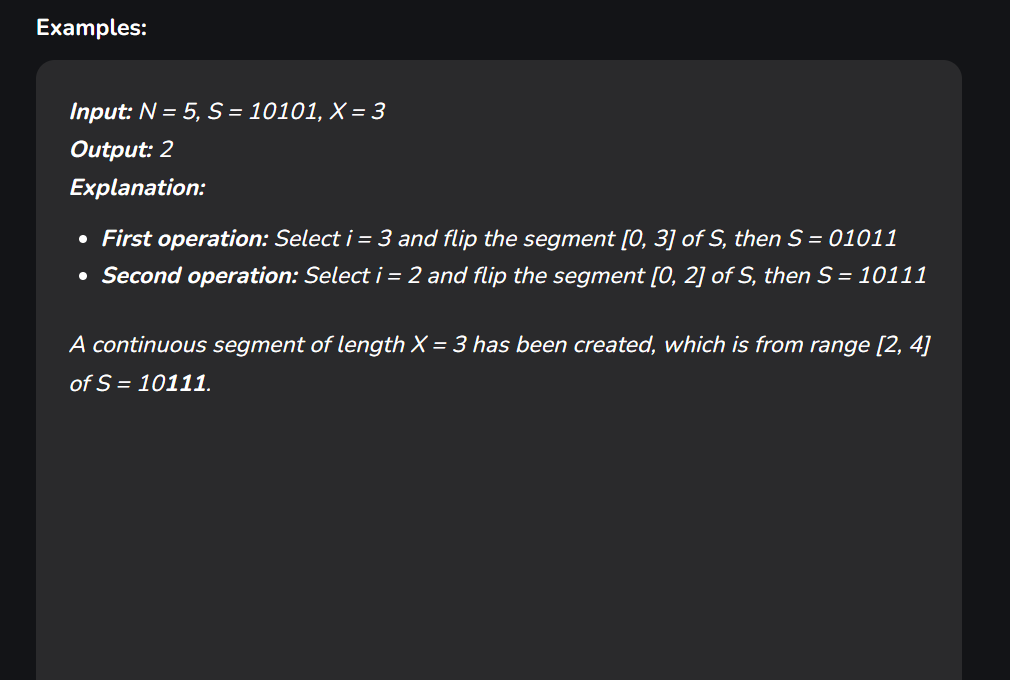 Examples:
Input: N = 5, S = 10101, X = 3
Output: 2
Explanation:
• First operation: Select i = 3 and flip the segment [0, 3] of S, then S = 01011
• Second operation: Select i = 2 and flip the segment [0, 2] of S, then S = 10111
A continuous segment of length X = 3 has been created, which is from range [2, 4]
of S = 10111.